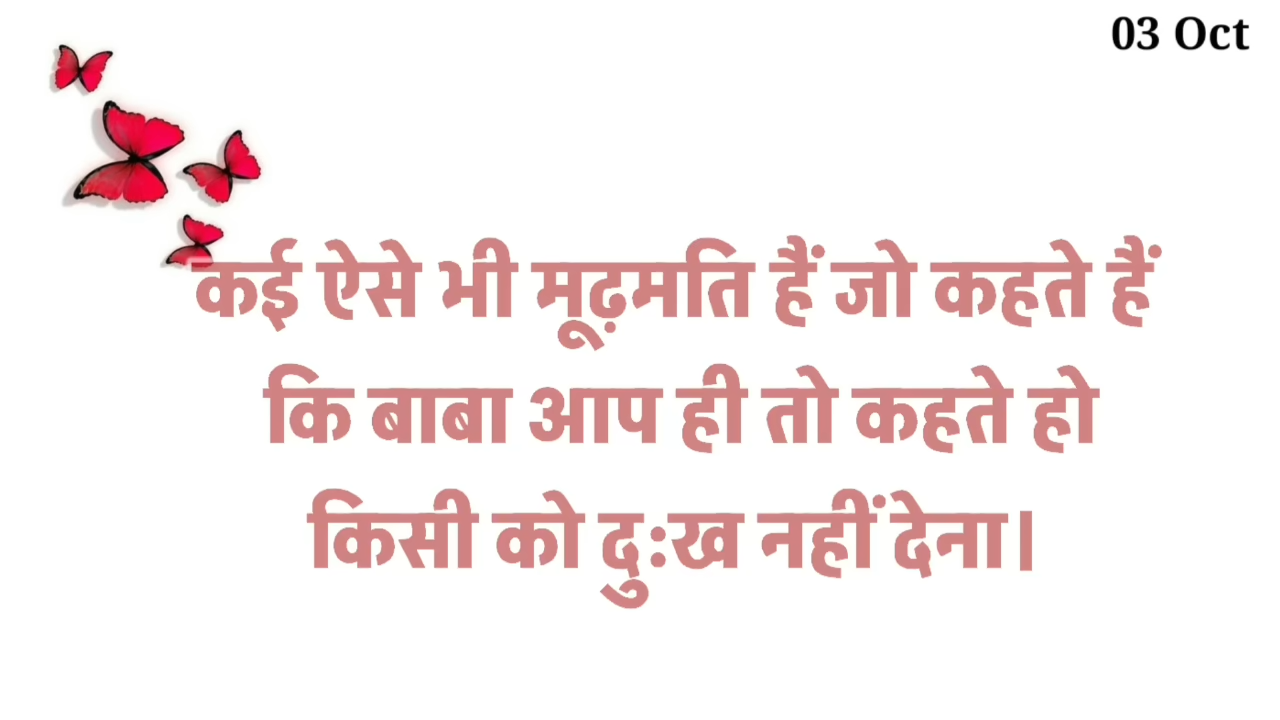 03 Oct
कई ऐसे भी मूढ़मति हैं जो कहते हैं
कि बाबा आप ही तो कहते हो
किसी को दुःख नहीं देना।